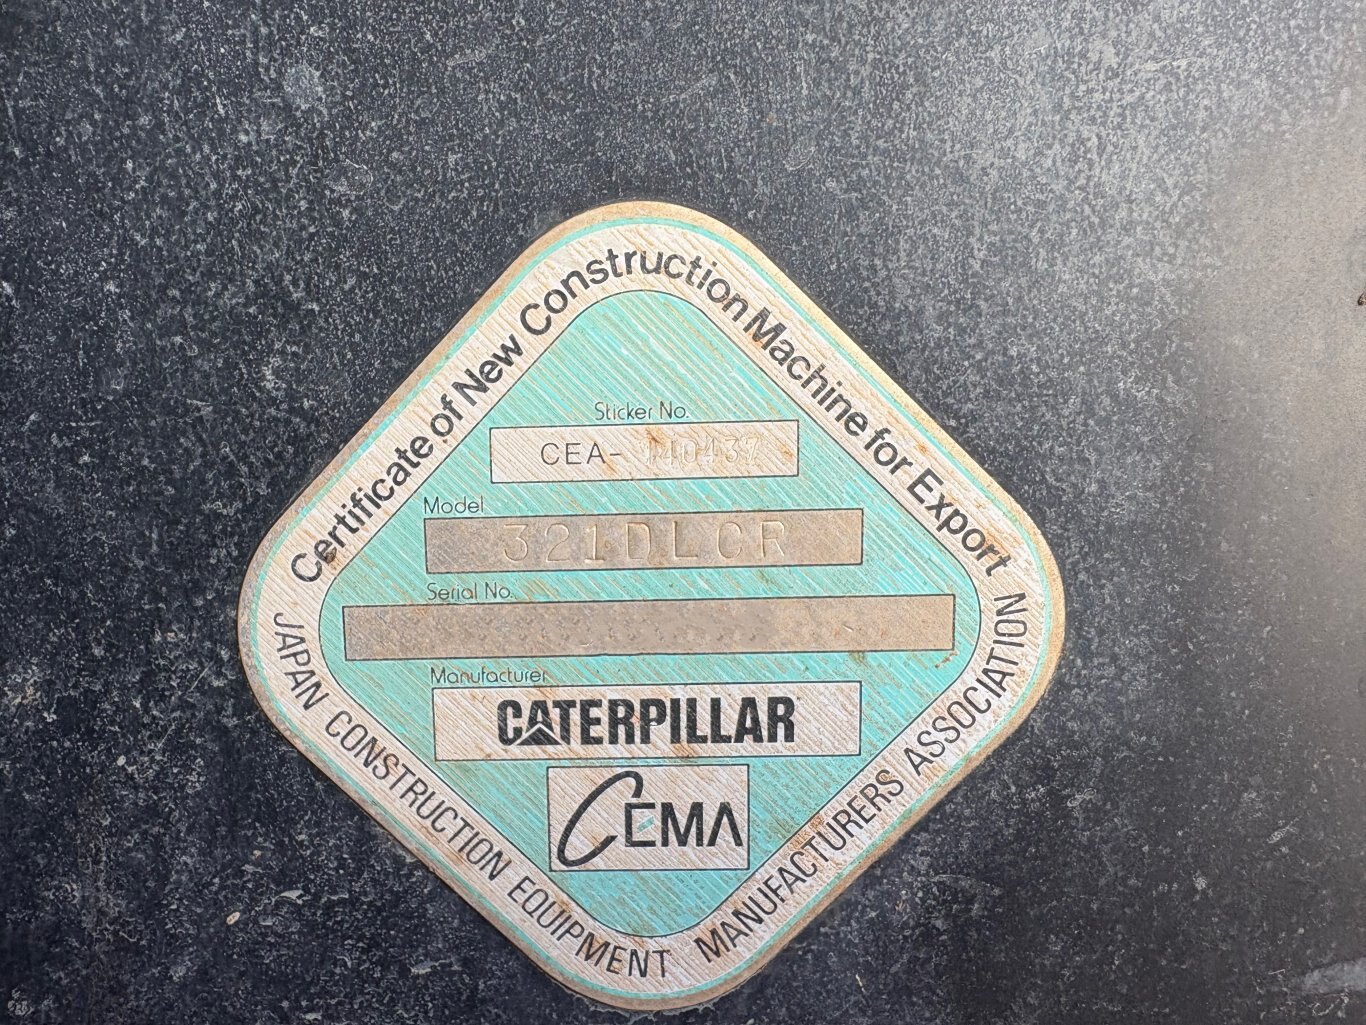 Certificate of New Construction Machine for Export
Sticker No.
CEA- 140437
Model
321DLCR
Serial No.
Manufacturer
CATERPILLAR
CEMA
JAPAN CONSTRUCTION EQUIPMENT MANUFACTURERS ASSOCIATION